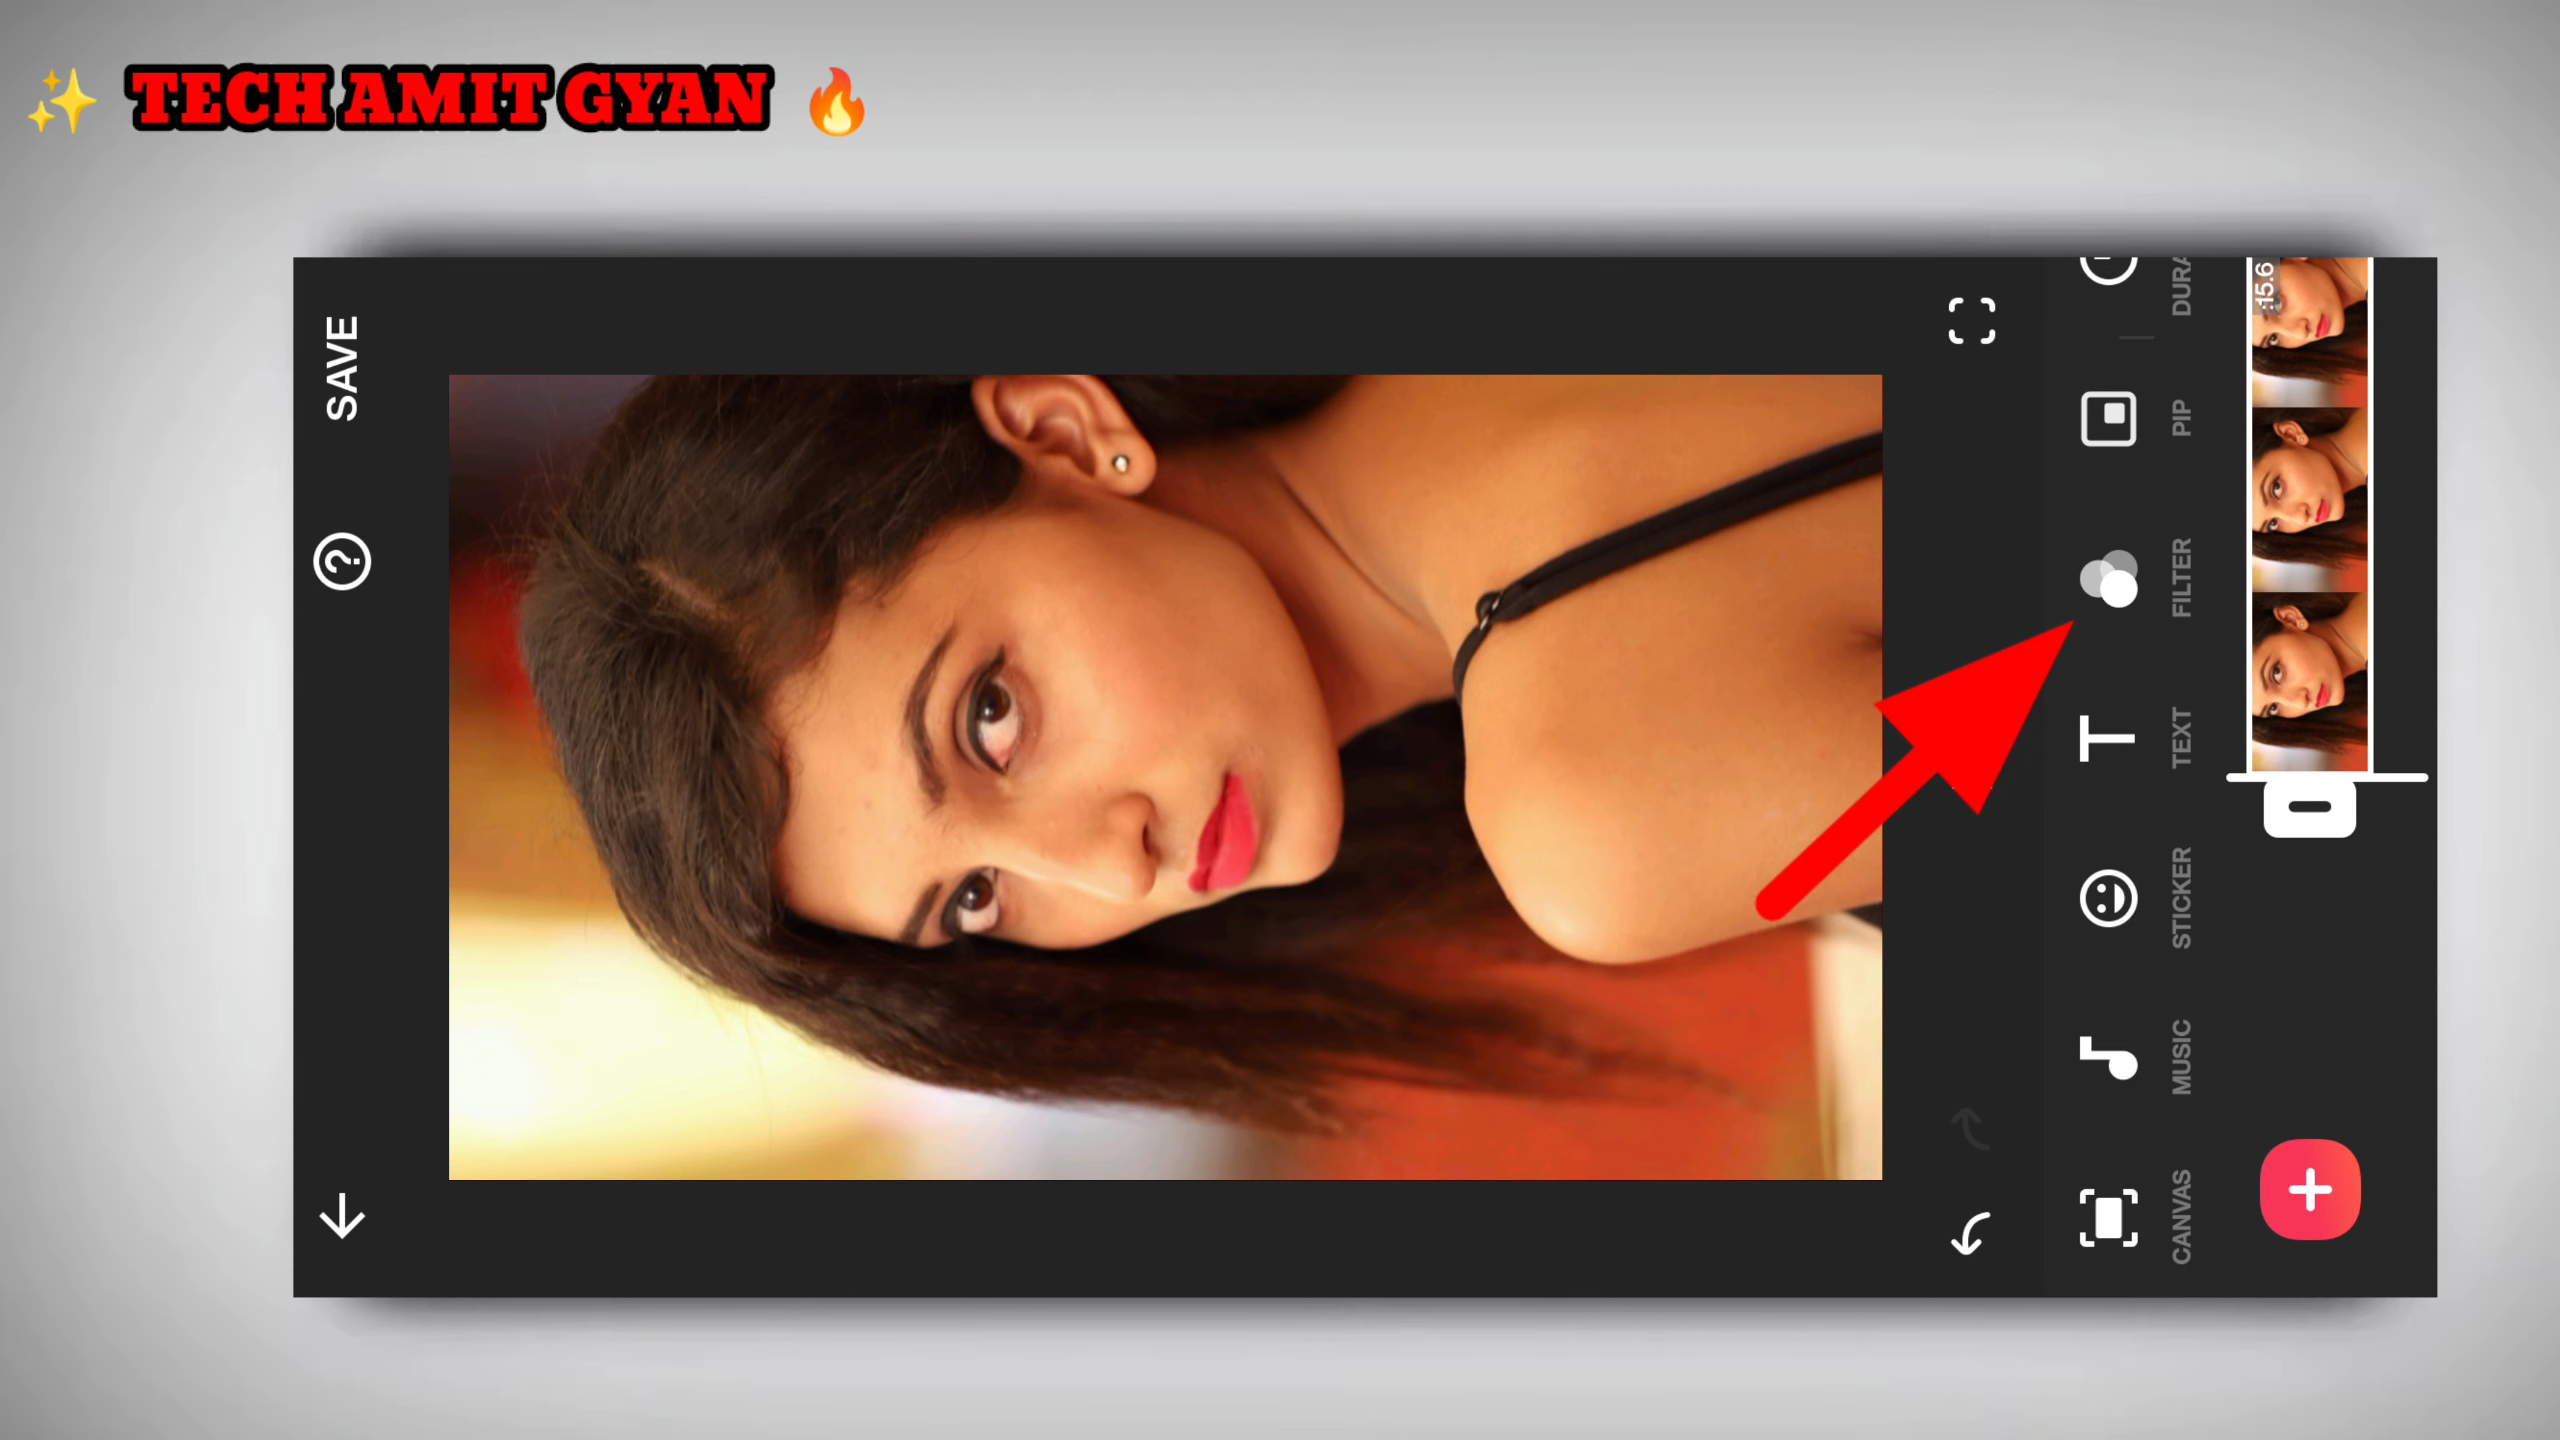 ✨ TECH AMIT GYAN 🔥
SAVE
CANVAS
MUSIC
STICKER
TEXT
FILTER
PIP
DURA
15.6